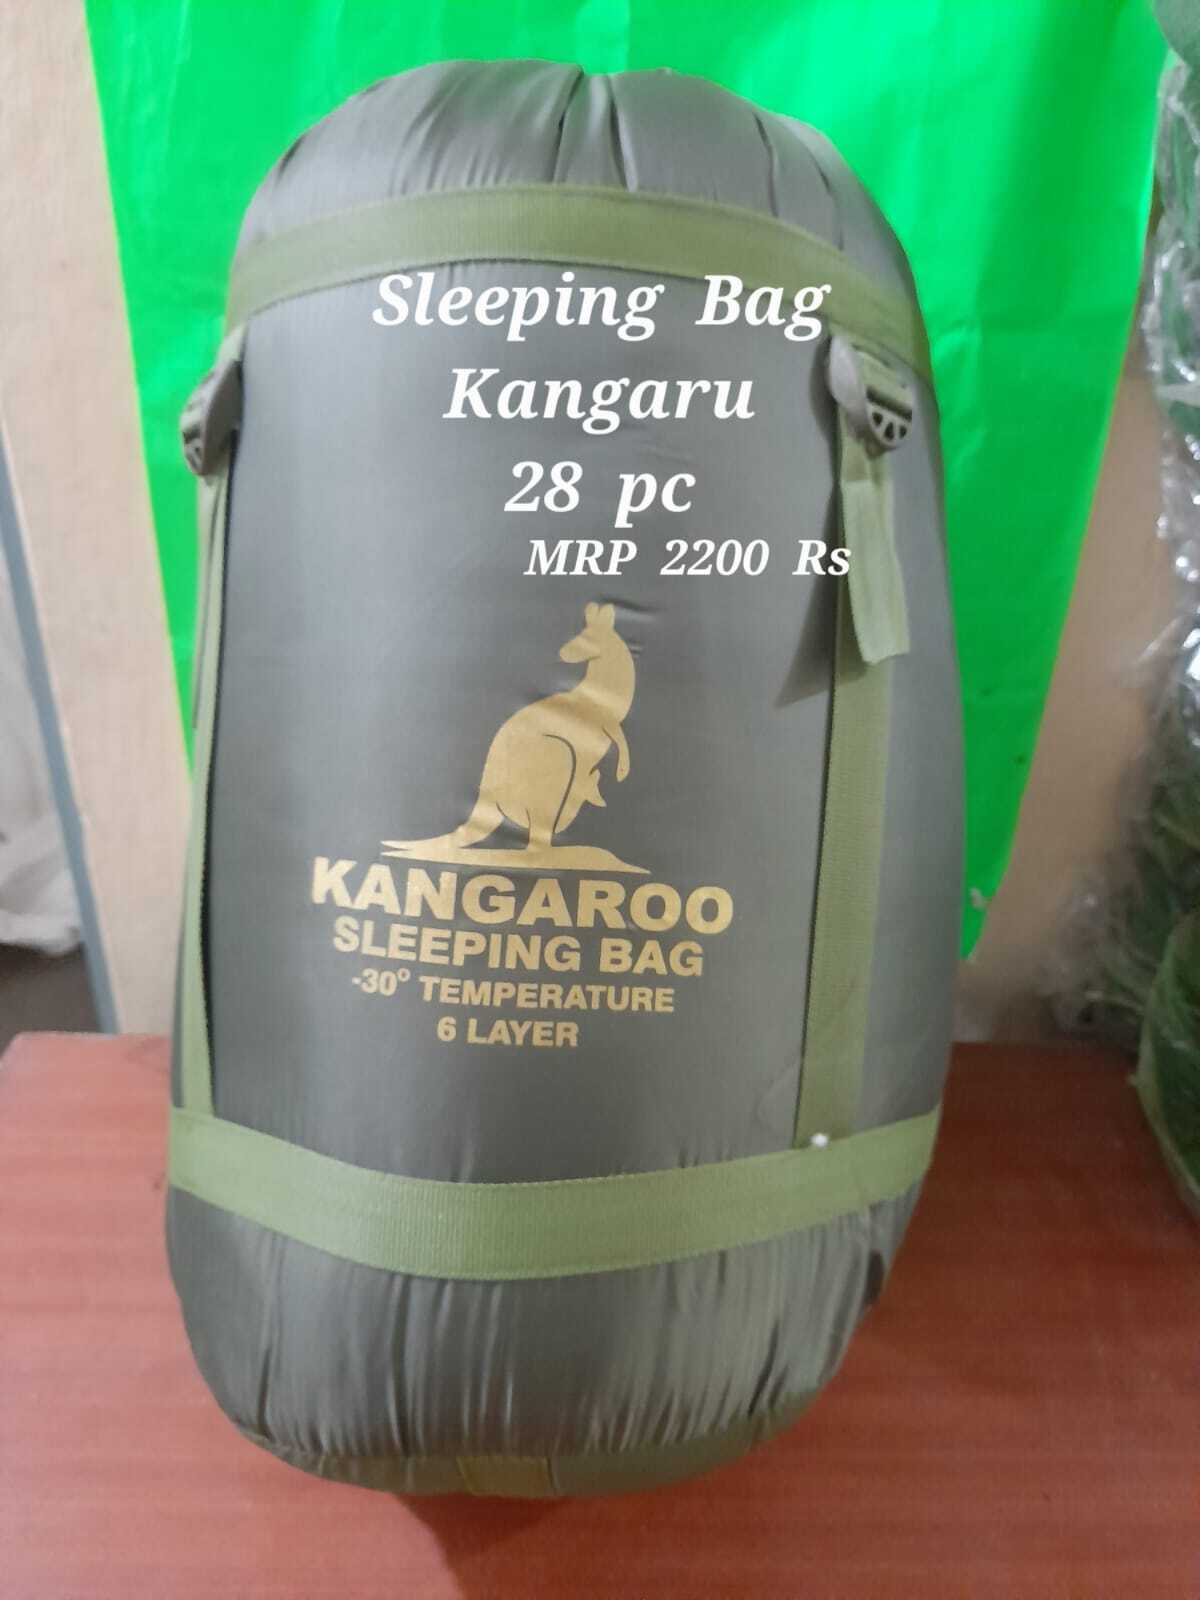 Sleeping Bag
Kangaru
28 pc
MRP 2200 Rs
KANGAROO
SLEEPING BAG
-30° TEMPERATURE
6 LAYER